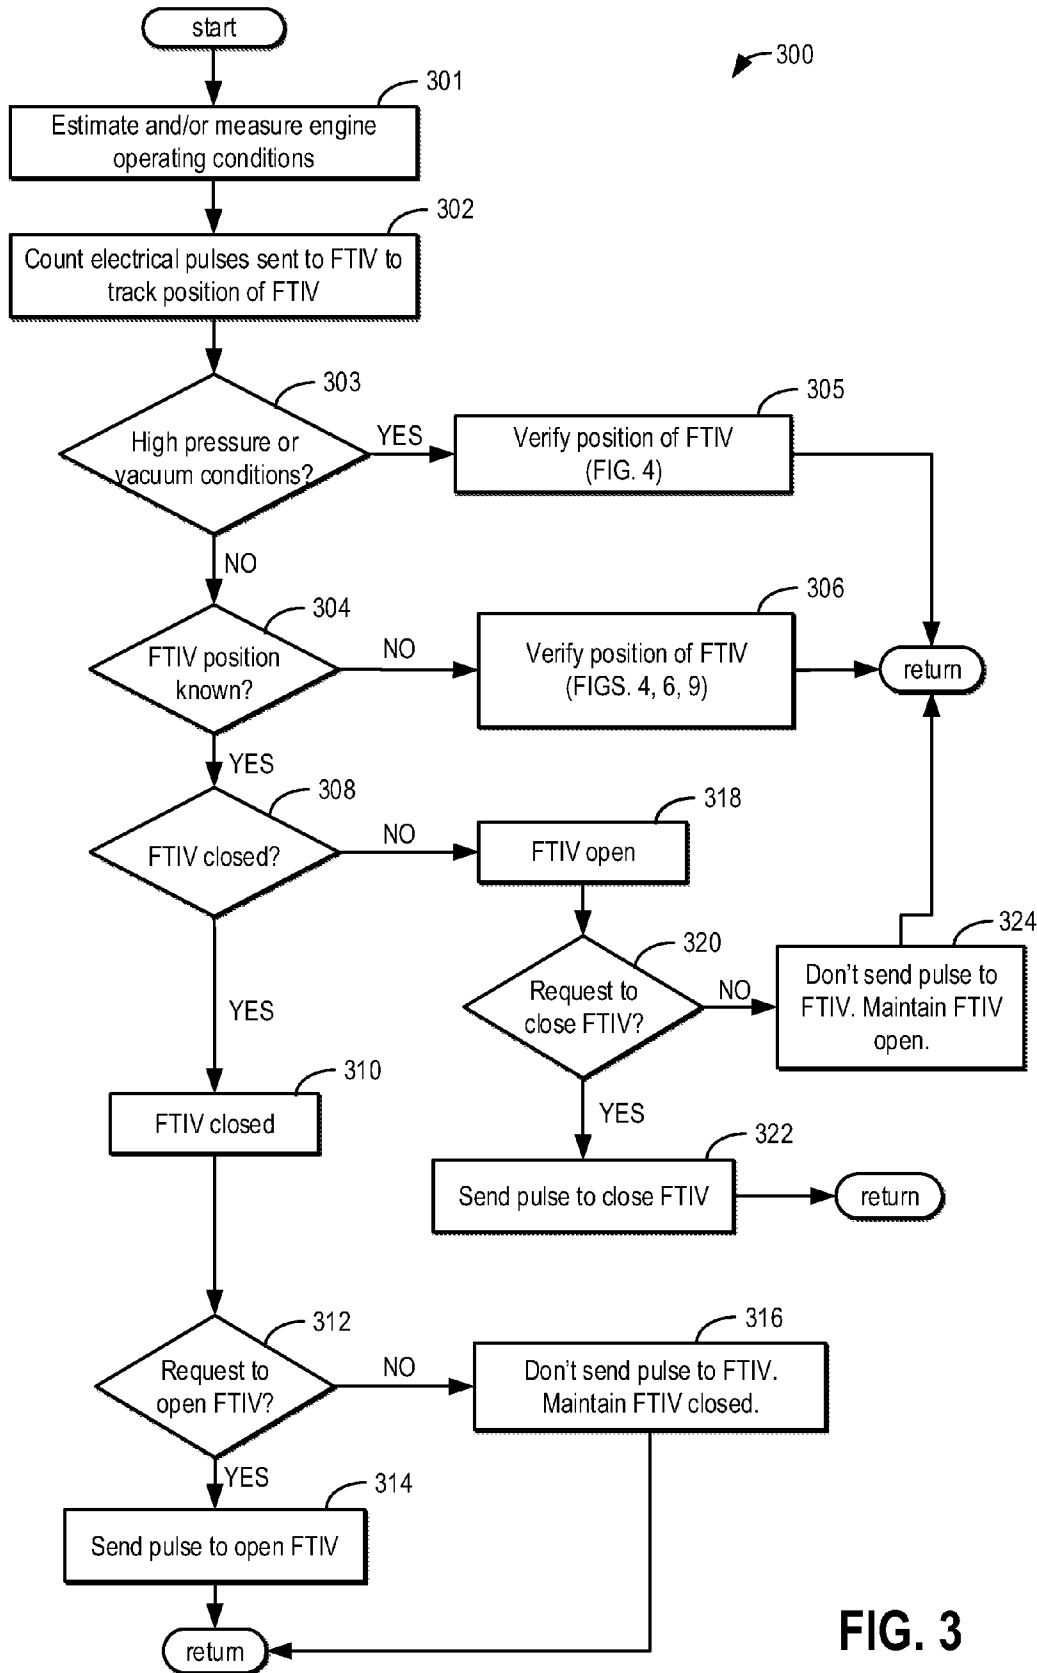 start
300
301
Estimate and/or measure engine
operating conditions
302
Count electrical pulses sent to FTIV to
track position of FTIV
303
High pressure or
vacuum conditions?
YES
305
Verify position of FTIV
(FIG. 4)
NO
304
FTIV position
known?
NO
306
Verify position of FTIV
(FIGS. 4, 6, 9)
return
YES
308
FTIV closed?
NO
318
FTIV open
320
Request to
close FTIV?
NO
324
Don't send pulse to
FTIV. Maintain FTIV
open.
YES
YES
310
FTIV closed
322
Send pulse to close FTIV
return
312
Request to
open FTIV?
NO
316
Don't send pulse to FTIV.
Maintain FTIV closed.
YES
314
Send pulse to open FTIV
return
FIG. 3